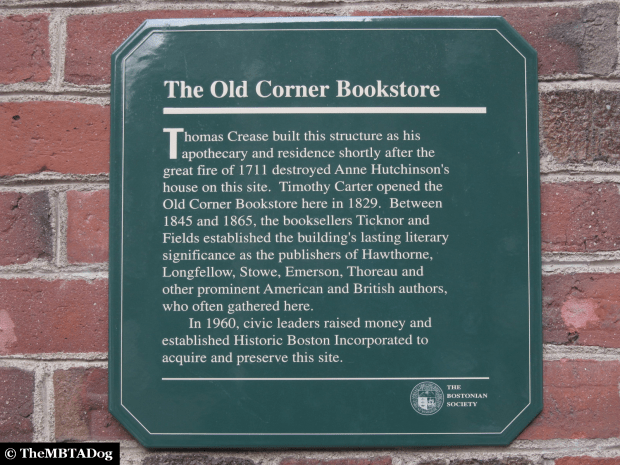 The Old Corner Bookstore
Thomas Crease built this structure as his
apothecary and residence shortly after the
great fire of 1711 destroyed Anne Hutchinson's
house on this site. Timothy Carter opened the
Old Corner Bookstore here in 1829. Between
1845 and 1865, the booksellers Ticknor and
Fields established the building's lasting literary
significance as the publishers of Hawthorne,
Longfellow, Stowe, Emerson, Thoreau and
other prominent American and British authors,
who often gathered here.
In 1960, civic leaders raised money and
established Historic Boston Incorporated to
acquire and preserve this site.
THE
BOSTONIAN
SOCIETY
© TheMBTADog